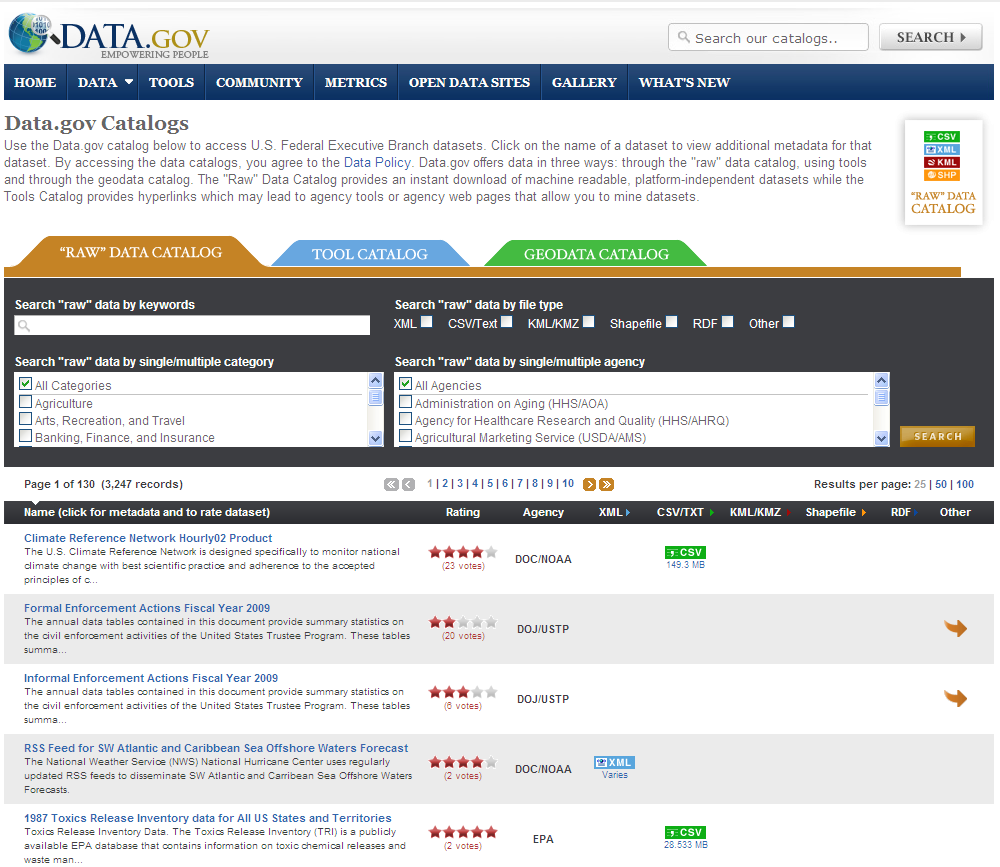 DATA.GOV
EMPOWERING PEOPLE
Search our catalogs..
SEARCH
HOME DATA TOOLS COMMUNITY METRICS OPEN DATA SITES GALLERY WHAT'S NEW
Data.gov Catalogs
Use the Data.gov catalog below to access U.S. Federal Executive Branch datasets. Click on the name of a dataset to view additional metadata for that
dataset. By accessing the data catalogs, you agree to the Data Policy. Data.gov offers data in three ways: through the "raw" data catalog, using tools
and through the geodata catalog. The "Raw" Data Catalog provides an instant download of machine readable, platform-independent datasets while the
Tools Catalog provides hyperlinks which may lead to agency tools or agency web pages that allow you to mine datasets.
CSV
XML
KML
SHP
"RAW" DATA
CATALOG
"RAW" DATA CATALOG TOOL CATALOG GEODATA CATALOG
Search "raw" data by keywords
Search "raw" data by file type
XML CSV/Text KML/KMZ Shapefile RDF Other
Search "raw" data by single/multiple category
All Categories
Agriculture
Arts, Recreation, and Travel
Banking, Finance, and Insurance
Search "raw" data by single/multiple agency
All Agencies
Administration on Aging (HHS/AOA)
Agency for Healthcare Research and Quality (HHS/AHRQ)
Agricultural Marketing Service (USDA/AMS)
SEARCH
Page 1 of 130 (3,247 records) 1 | 2 | 3 | 4 | 5 | 6 | 7 | 8 | 9 | 10 Results per page: 25 | 50 | 100
Name (click for metadata and to rate dataset) Rating Agency XML CSV/TXT KML/KMZ Shapefile RDF Other
Climate Reference Network Hourly02 Product
The U.S. Climate Reference Network is designed specifically to monitor national
climate change with best scientific practice and adherence to the accepted
principles of c...
(23 votes)
DOC/NOAA
CSV
149.3 MB
Formal Enforcement Actions Fiscal Year 2009
The annual data tables contained in this document provide summary statistics on
the civil enforcement activities of the United States Trustee Program. These tables
summa...
(20 votes)
DOJ/USTP
Informal Enforcement Actions Fiscal Year 2009
The annual data tables contained in this document provide summary statistics on
the civil enforcement activities of the United States Trustee Program. These tables
summa...
(6 votes)
DOJ/USTP
RSS Feed for SW Atlantic and Caribbean Sea Offshore Waters Forecast
The National Weather Service (NWS) National Hurricane Center uses regularly
updated RSS feeds to disseminate SW Atlantic and Carribean Sea Offshore Waters
Forecasts.
(2 votes)
DOC/NOAA
XML
Varies
1987 Toxics Release Inventory data for All US States and Territories
Toxics Release Inventory Data. The Toxics Release Inventory (TRI) is a publicly
available EPA database that contains information on toxic chemical releases and
waste man...
(2 votes)
EPA
CSV
28.533 MB